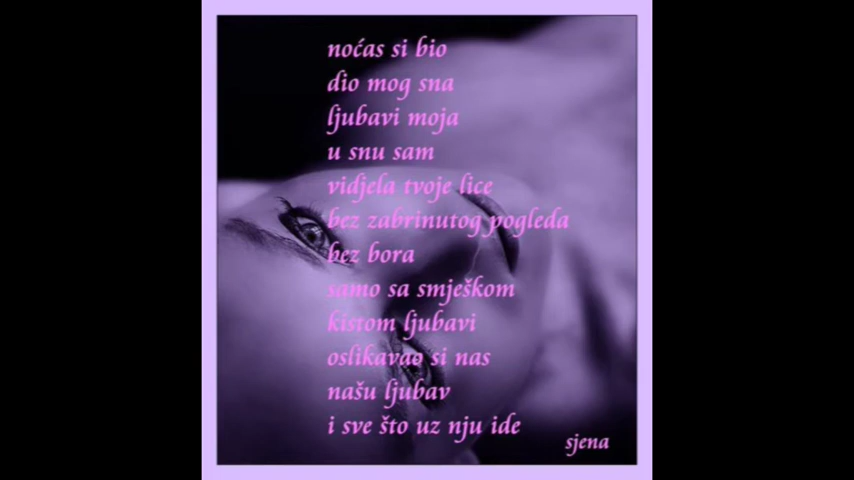 noćas si bio
dio mog sna
ljubavi moja
u snu sam
vidjela tvoje lice
bez zabrinutog pogleda
bez bora
samo sa smješkom
kistom ljubavi
oslikavao si nas
našu ljubav
i sve što uz nju ide
sjena